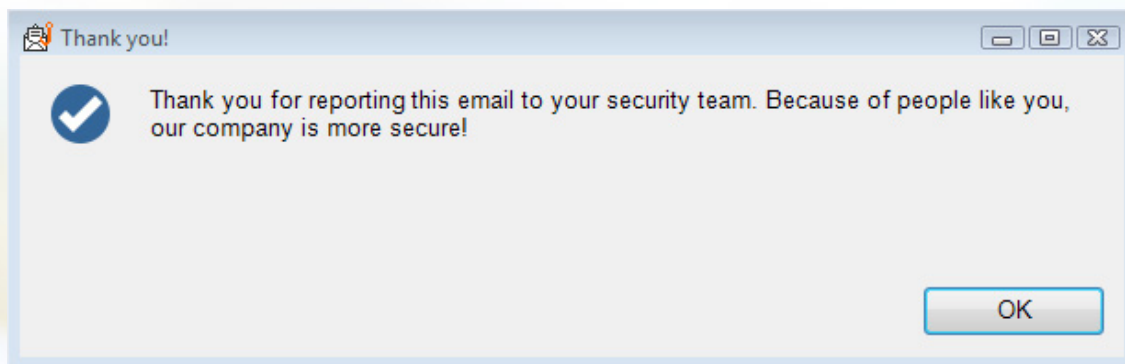 Thank you!
Thank you for reporting this email to your security team. Because of people like you,
our company is more secure!
OK